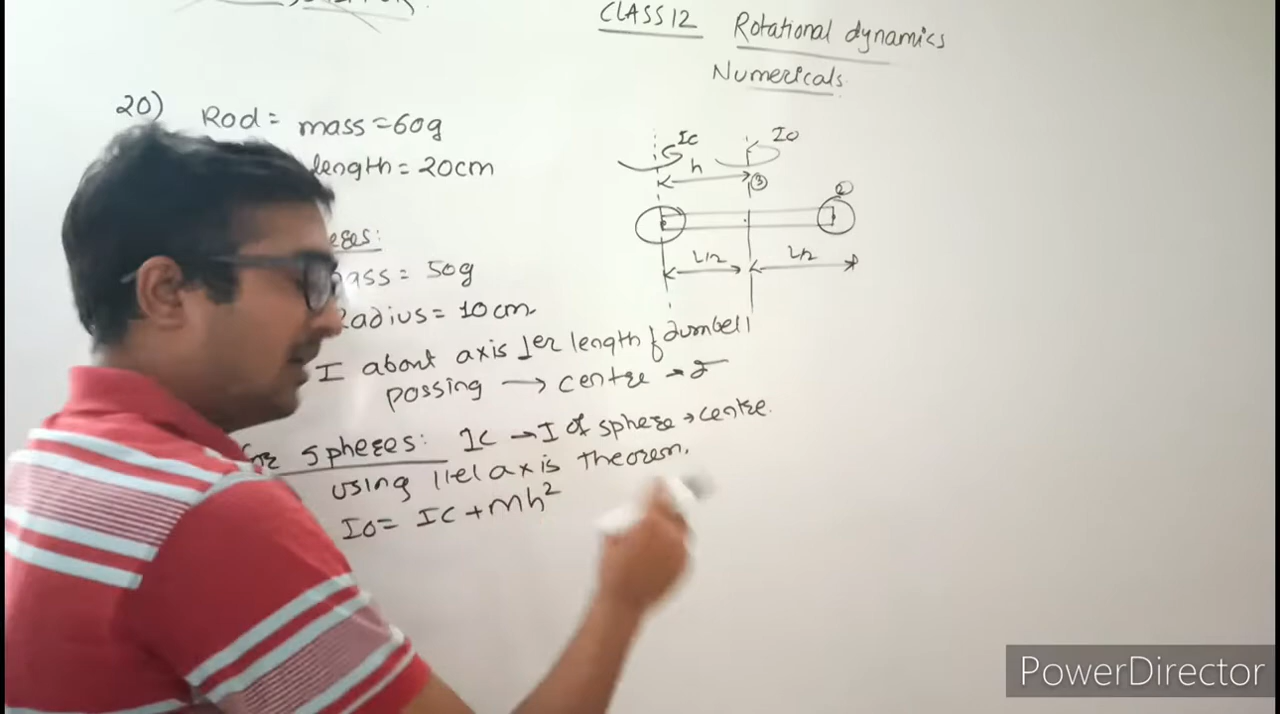 CLASS 12 Rotational dynamics
Numericals
20) Rod = mass = 60g
length = 20cm
Ic
Io
h
③
②
L/2
L/2
eres:
mass = 50g
Radius = 10cm
I about axis ⊥er length of dumbell
passing → centre → I
spheres: Ic → I of sphere → centre.
using ||el axis theorem.
Io = Ic + Mh²
PowerDirector